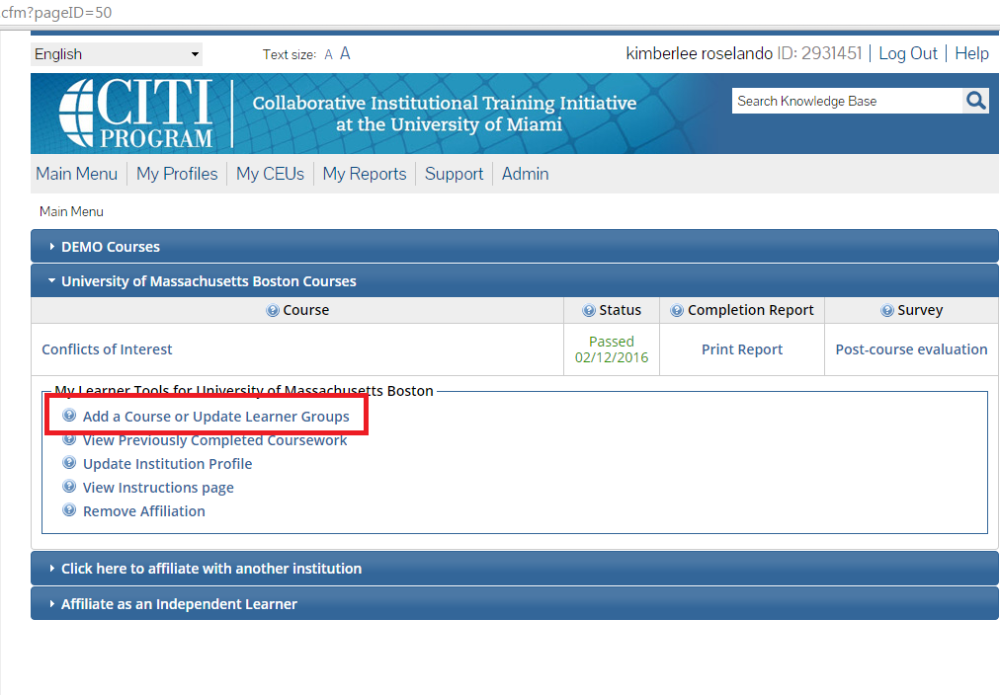 cfm?pageID=50
English Text size: A A kimberlee roselando ID: 2931451 | Log Out | Help
CITI PROGRAM
Collaborative Institutional Training Initiative
at the University of Miami
Search Knowledge Base
Main Menu My Profiles My CEUs My Reports Support Admin
Main Menu
DEMO Courses
University of Massachusetts Boston Courses
Course Status Completion Report Survey
Conflicts of Interest Passed 02/12/2016 Print Report Post-course evaluation
My Learner Tools for University of Massachusetts Boston
Add a Course or Update Learner Groups
View Previously Completed Coursework
Update Institution Profile
View Instructions page
Remove Affiliation
Click here to affiliate with another institution
Affiliate as an Independent Learner